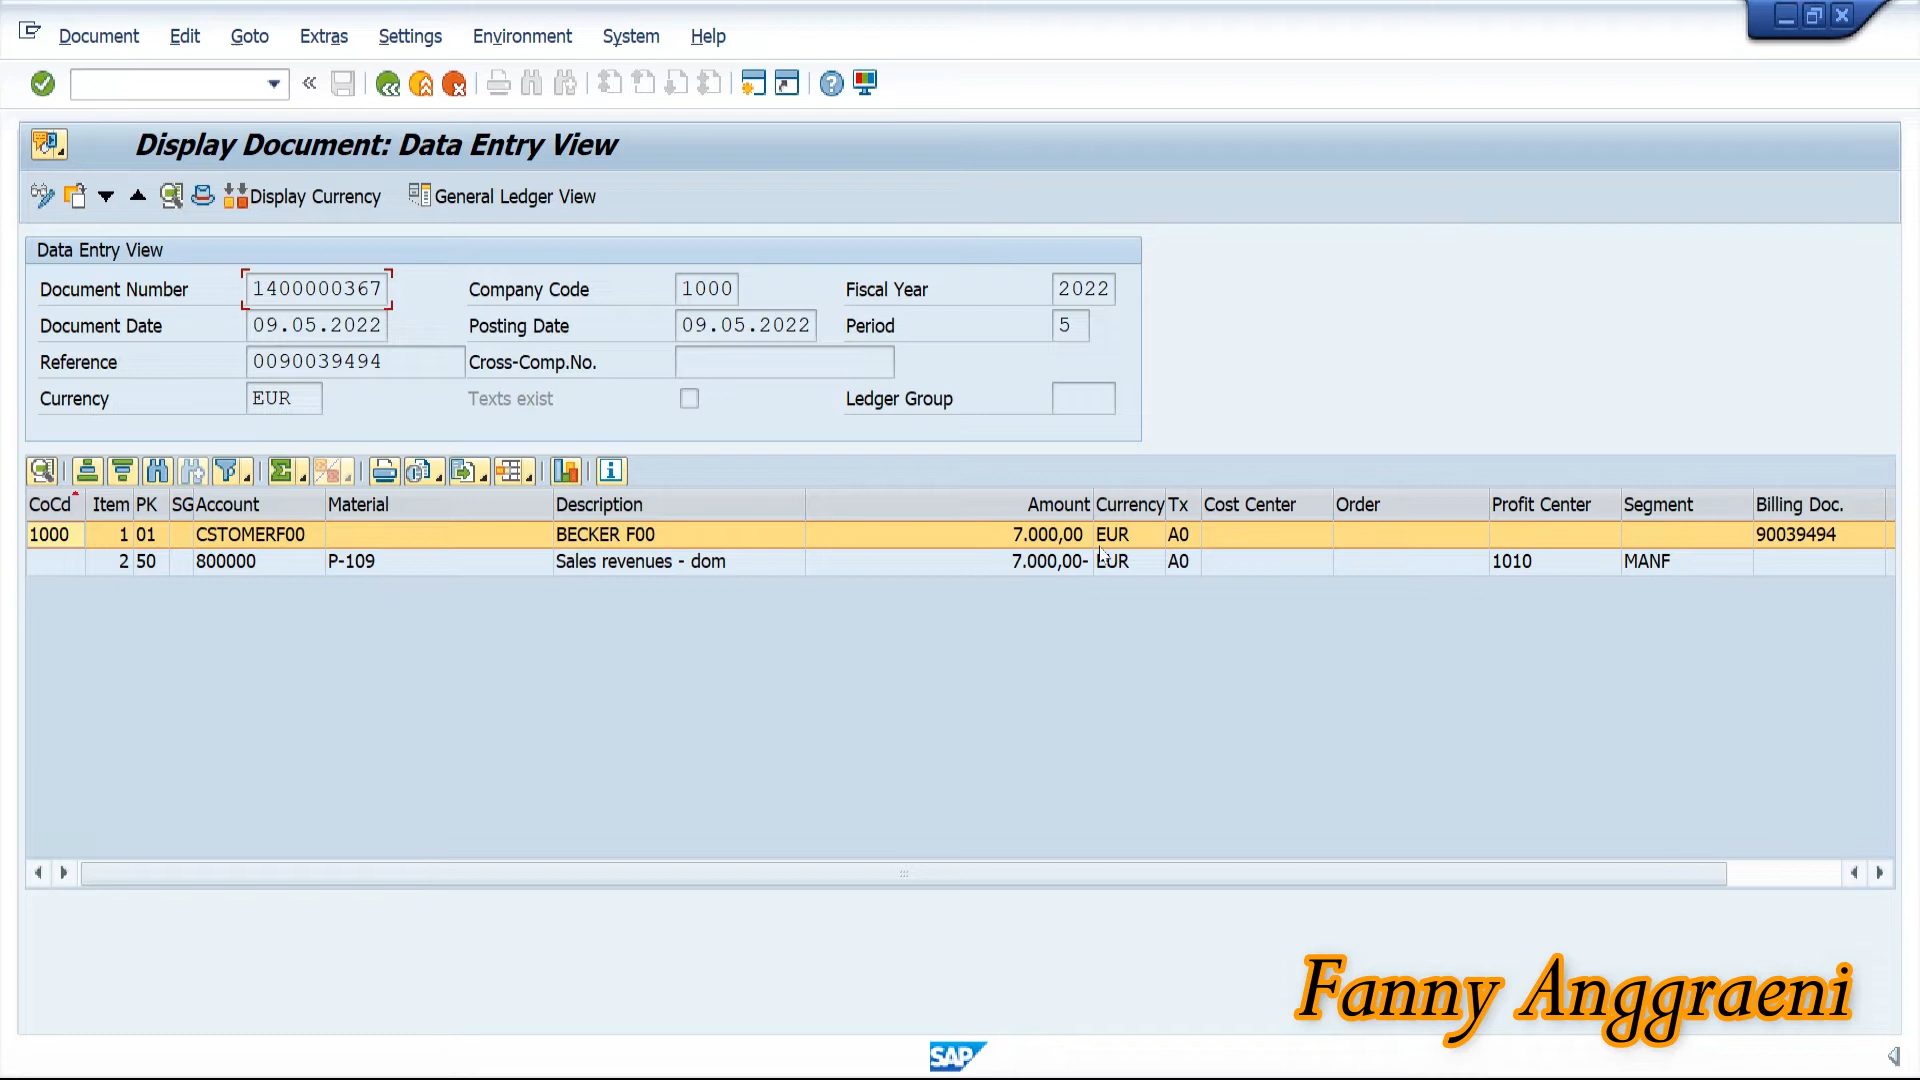 Document Edit Goto Extras Settings Environment System Help
Display Document: Data Entry View
Display Currency General Ledger View
Data Entry View
Document Number 1400000367 Company Code 1000 Fiscal Year 2022
Document Date 09.05.2022 Posting Date 09.05.2022 Period 5
Reference 0090039494 Cross-Comp.No.
Currency EUR Texts exist Ledger Group
CoCd Item PK SG Account Material Description Amount Currency Tx Cost Center Order Profit Center Segment Billing Doc.
1000 1 01 CSTOMERF00 BECKER F00 7.000,00 EUR A0 90039494
2 50 800000 P-109 Sales revenues - dom 7.000,00- EUR A0 1010 MANF
Fanny Anggraeni
SAP